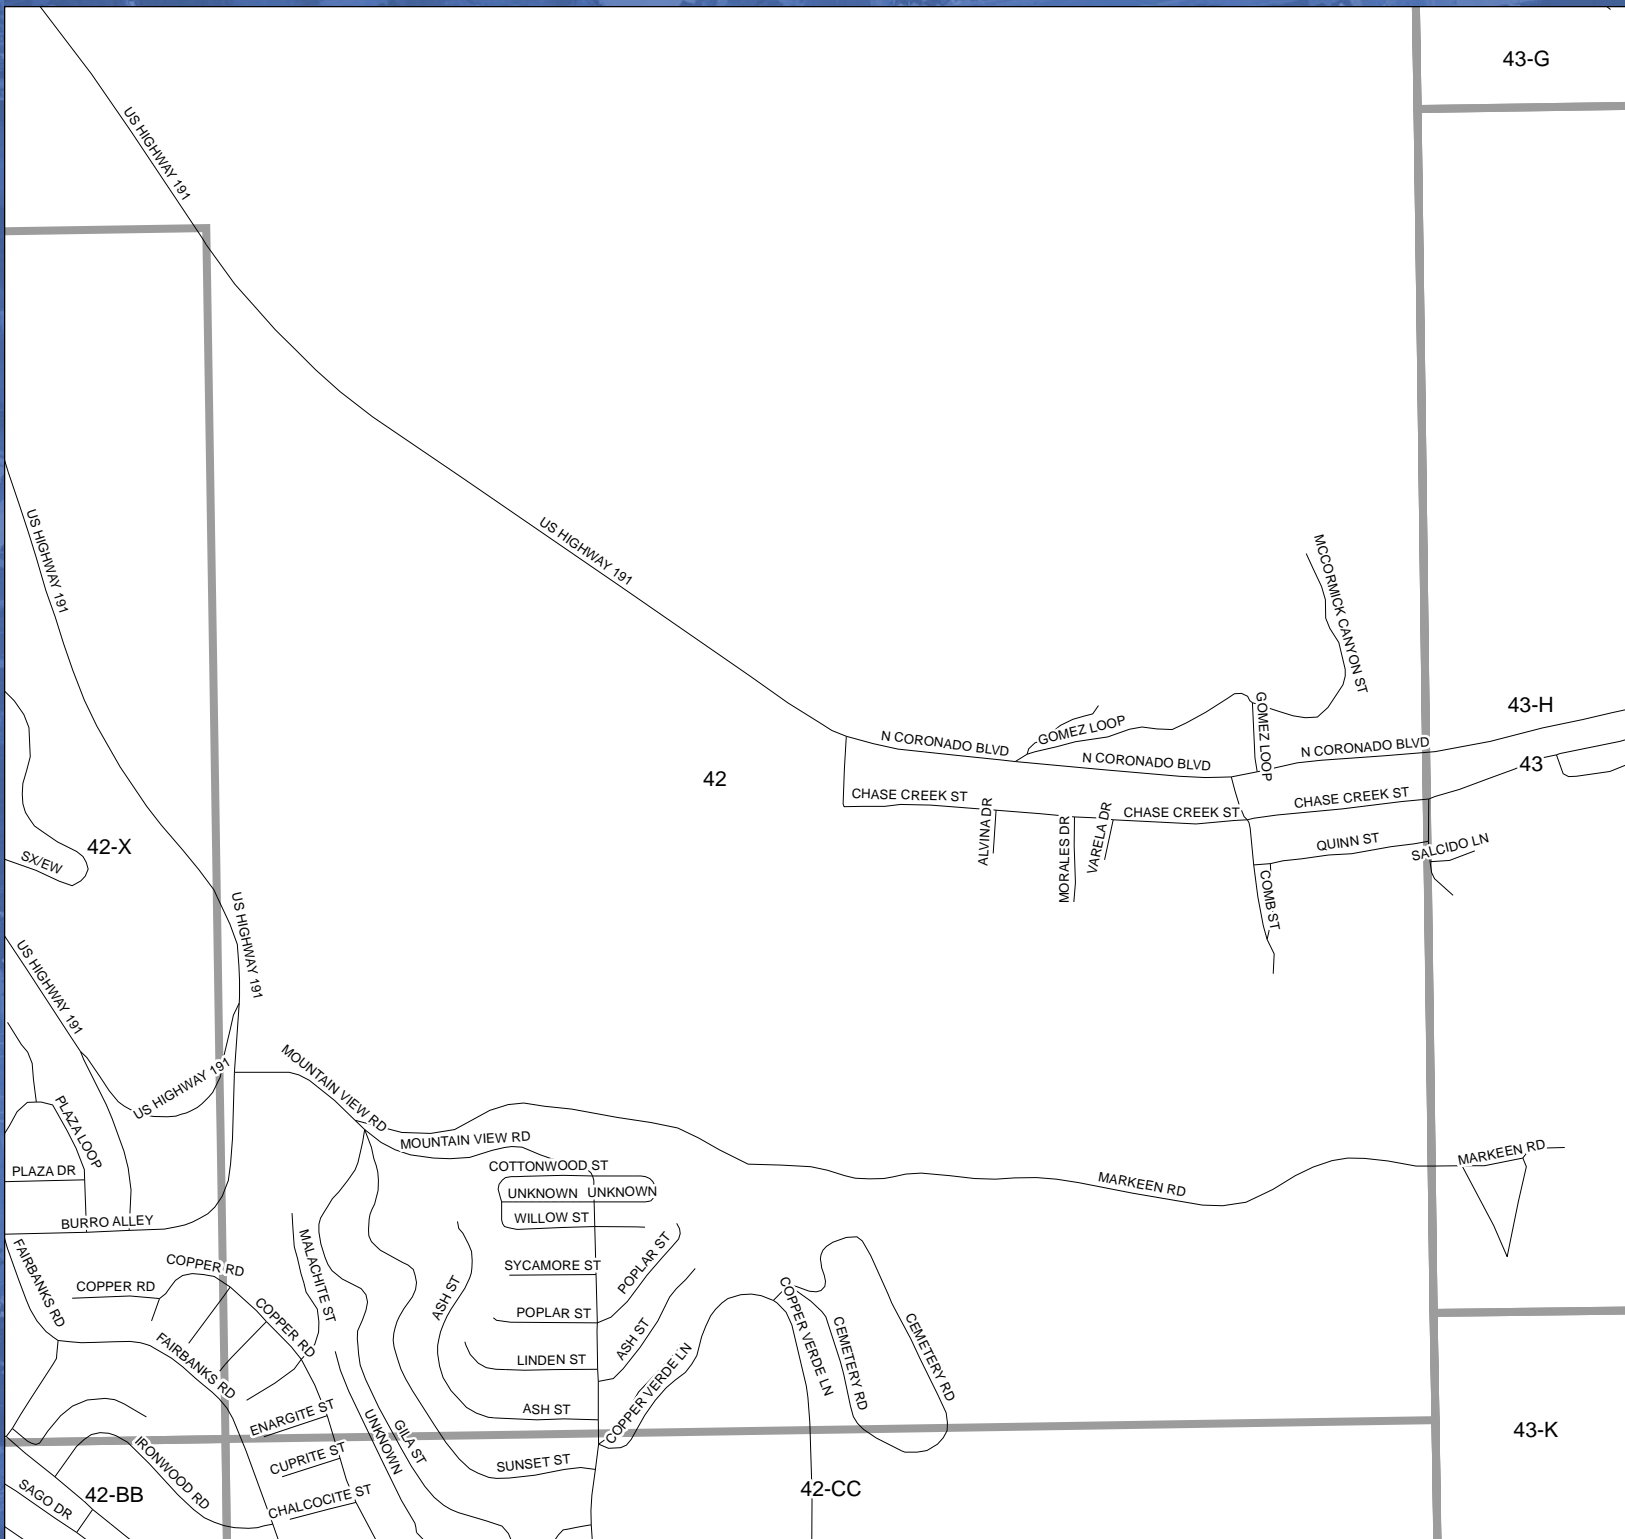 43-G
US HIGHWAY 191
US HIGHWAY 191
US HIGHWAY 191
MCCORMICK CANYON ST
43-H
GOMEZ LOOP
GOMEZ LOOP
N CORONADO BLVD
N CORONADO BLVD
N CORONADO BLVD
43
42
CHASE CREEK ST
CHASE CREEK ST
CHASE CREEK ST
ALVINA DR
MORALES DR
VARELA DR
QUINN ST
SALCIDO LN
COMB ST
42-X
SX/EW
US HIGHWAY 191
US HIGHWAY 191
US HIGHWAY 191
MOUNTAIN VIEW RD
MOUNTAIN VIEW RD
PLAZA LOOP
PLAZA DR
BURRO ALLEY
MARKEEN RD
MARKEEN RD
COTTONWOOD ST
UNKNOWN
UNKNOWN
WILLOW ST
SYCAMORE ST
POPLAR ST
POPLAR ST
ASH ST
ASH ST
LINDEN ST
ASH ST
SUNSET ST
FAIRBANKS RD
COPPER RD
COPPER RD
COPPER RD
FAIRBANKS RD
MALACHITE ST
COPPER VERDE LN
COPPER VERDE LN
CEMETERY RD
CEMETERY RD
ENARGITE ST
CUPRITE ST
CHALCOCITE ST
UNKNOWN
GILA ST
IRONWOOD RD
SAGO DR
42-BB
42-CC
43-K